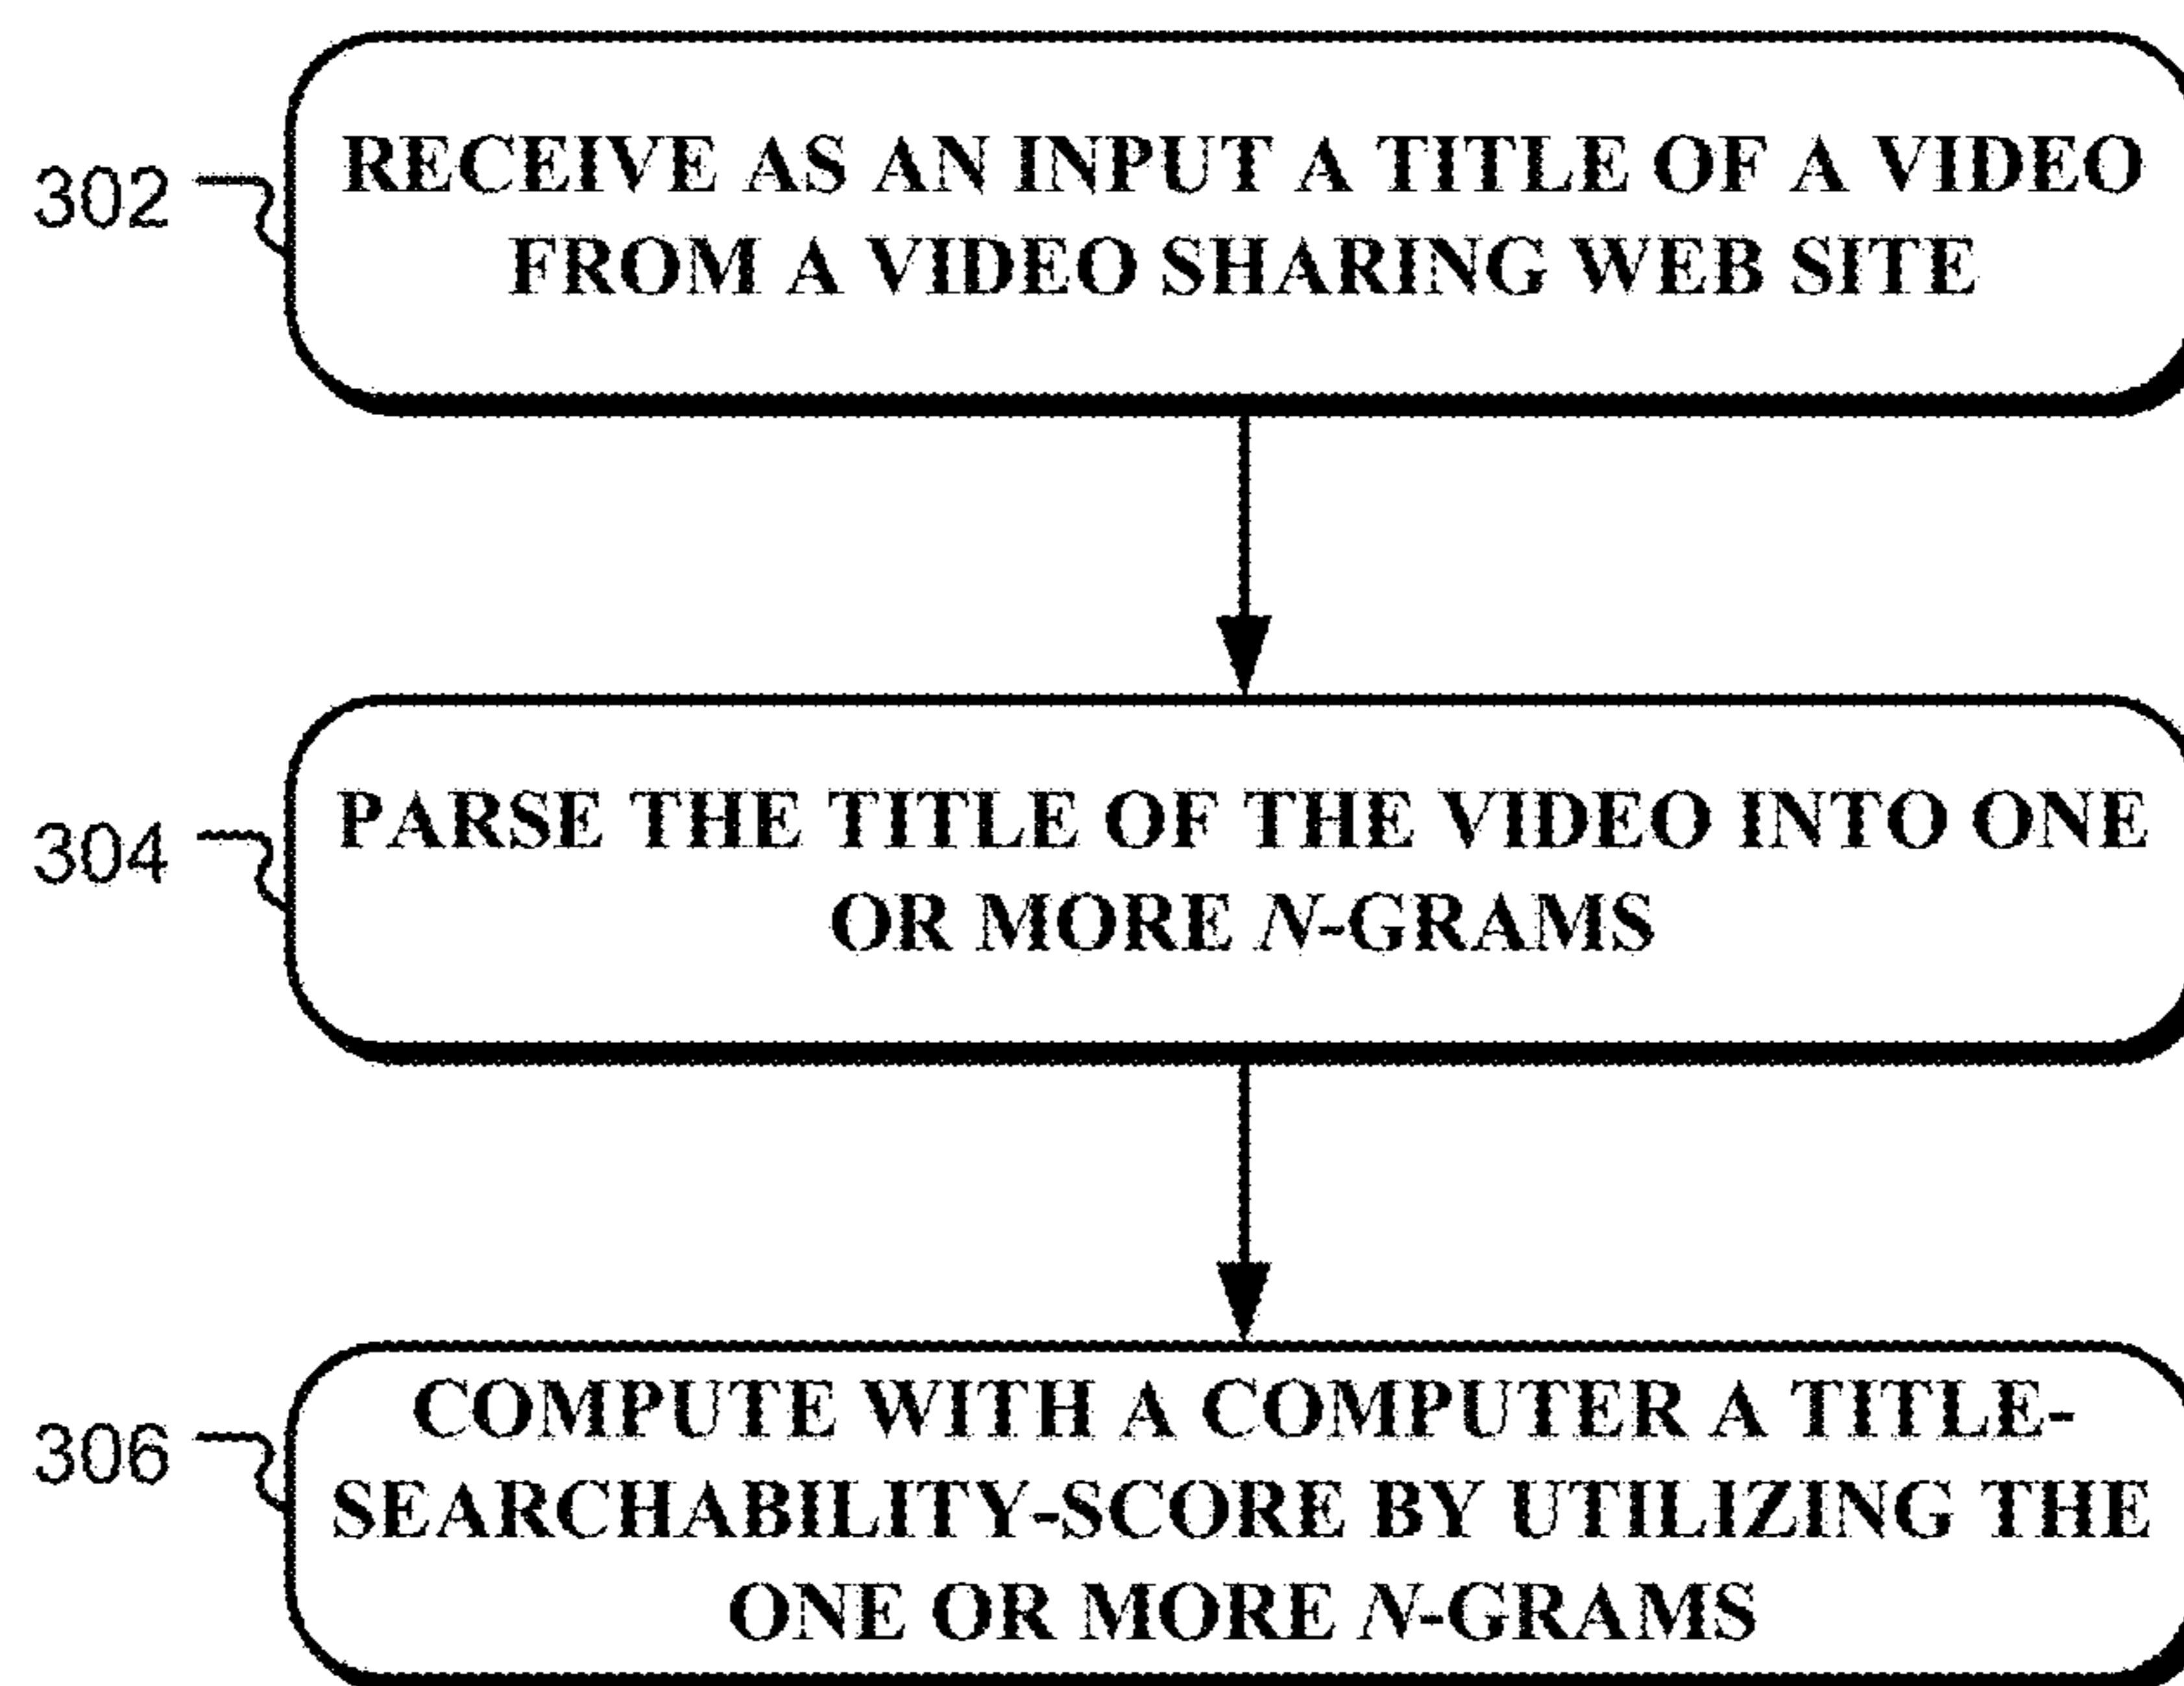 302
RECEIVE AS AN INPUT A TITLE OF A VIDEO
FROM A VIDEO SHARING WEB SITE
304
PARSE THE TITLE OF THE VIDEO INTO ONE
OR MORE N-GRAMS
306
COMPUTE WITH A COMPUTER A TITLE-
SEARCHABILITY-SCORE BY UTILIZING THE
ONE OR MORE N-GRAMS